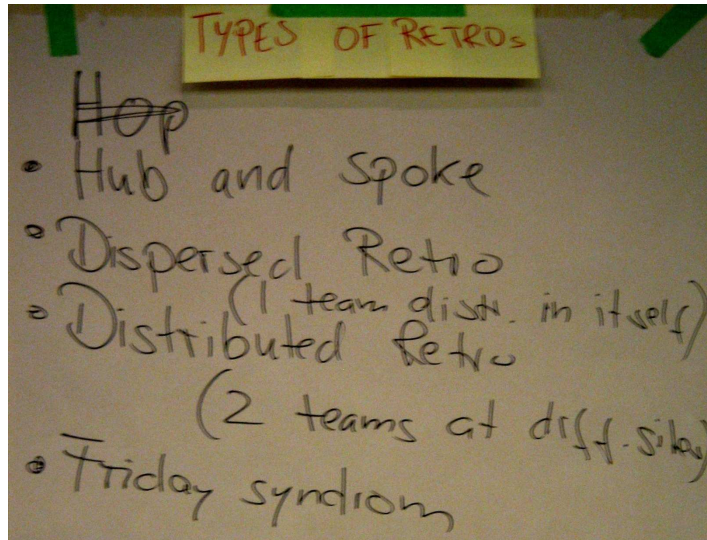 TYPES OF RETROs
Hop
• Hub and spoke
• Dispersed Retro
(1 team distr. in itself)
• Distributed Retro
(2 teams at diff. sites)
• Friday syndrom